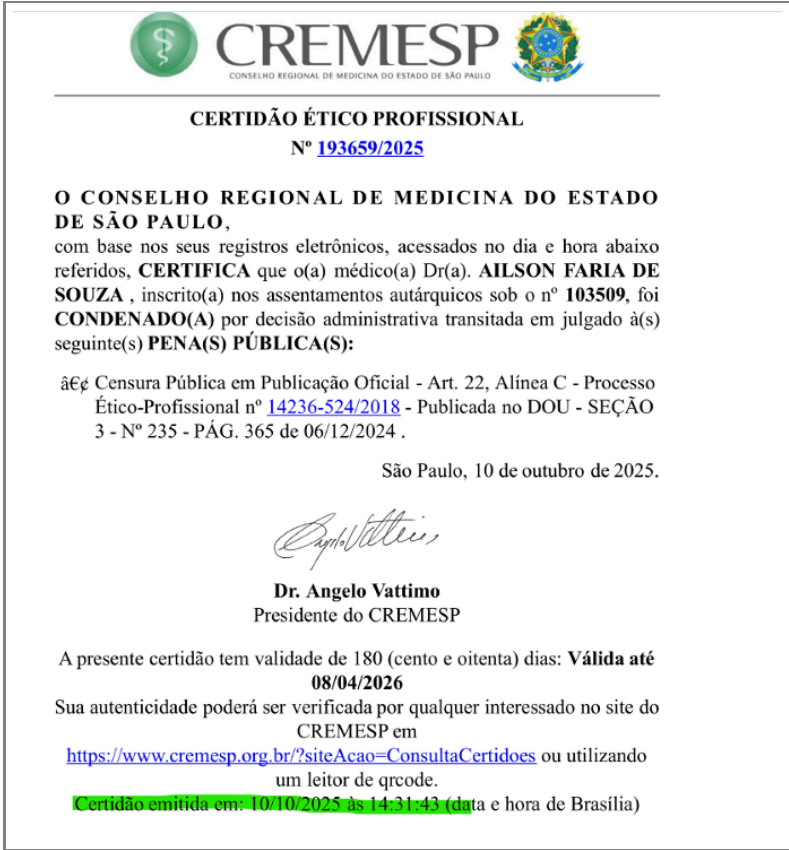 CREMESP
CONSELHO REGIONAL DE MEDICINA DO ESTADO DE SÃO PAULO
CERTIDÃO ÉTICO PROFISSIONAL
Nº 193659/2025
O CONSELHO REGIONAL DE MEDICINA DO ESTADO
DE SÃO PAULO,
com base nos seus registros eletrônicos, acessados no dia e hora abaixo
referidos, CERTIFICA que o(a) médico(a) Dr(a). AILSON FARIA DE
SOUZA , inscrito(a) nos assentamentos autárquicos sob o nº 103509, foi
CONDENADO(A) por decisão administrativa transitada em julgado à(s)
seguinte(s) PENA(S) PÚBLICA(S):
â€¢ Censura Pública em Publicação Oficial - Art. 22, Alínea C - Processo
Ético-Profissional nº 14236-524/2018 - Publicada no DOU - SEÇÃO
3 - Nº 235 - PÁG. 365 de 06/12/2024 .
São Paulo, 10 de outubro de 2025.
Dr. Angelo Vattimo
Presidente do CREMESP
A presente certidão tem validade de 180 (cento e oitenta) dias: Válida até
08/04/2026
Sua autenticidade poderá ser verificada por qualquer interessado no site do
CREMESP em
https://www.cremesp.org.br/?siteAcao=ConsultaCertidoes ou utilizando
um leitor de qrcode.
Certidão emitida em: 10/10/2025 às 14:31:43 (data e hora de Brasília)